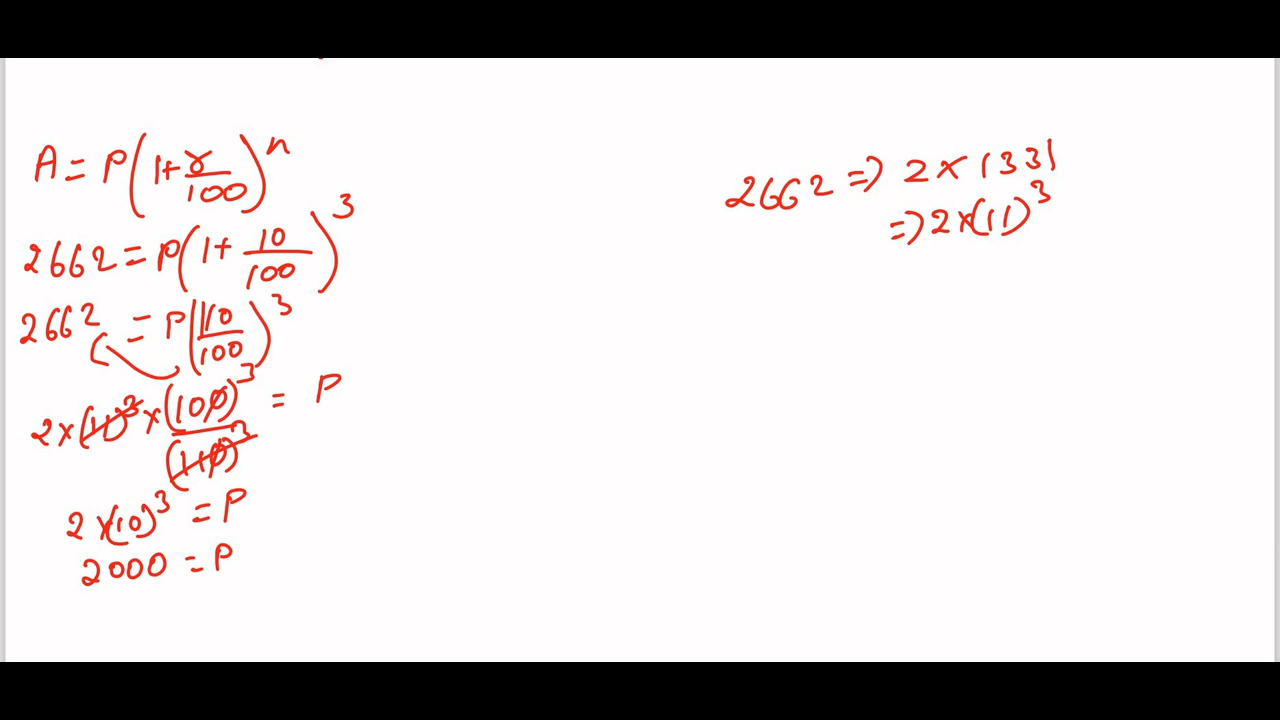 A = P(1+r/100)^n
2662 = P(1+10/100)^3
2662 = P(110/100)^3
2×(11)^3×(100)^3/(110)^3 = P
2×(10)^3 = P
2000 = P
2662 ⇒ 2×1331
⇒ 2×(11)^3